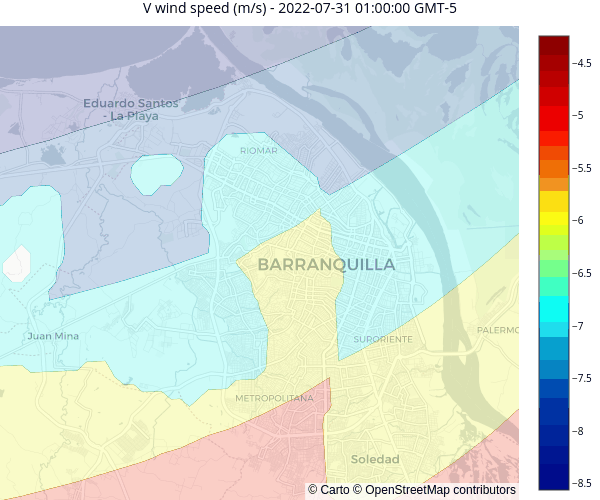 V wind speed (m/s) - 2022-07-31 01:00:00 GMT-5
Eduardo Santos
- La Playa
RIOMAR
BARRANQUILLA
Juan Mina
SURORIENTE
PALERMO
METROPOLITANA
Soledad
−4.5
−5
−5.5
−6
−6.5
−7
−7.5
−8
−8.5
© Carto © OpenStreetMap contributors